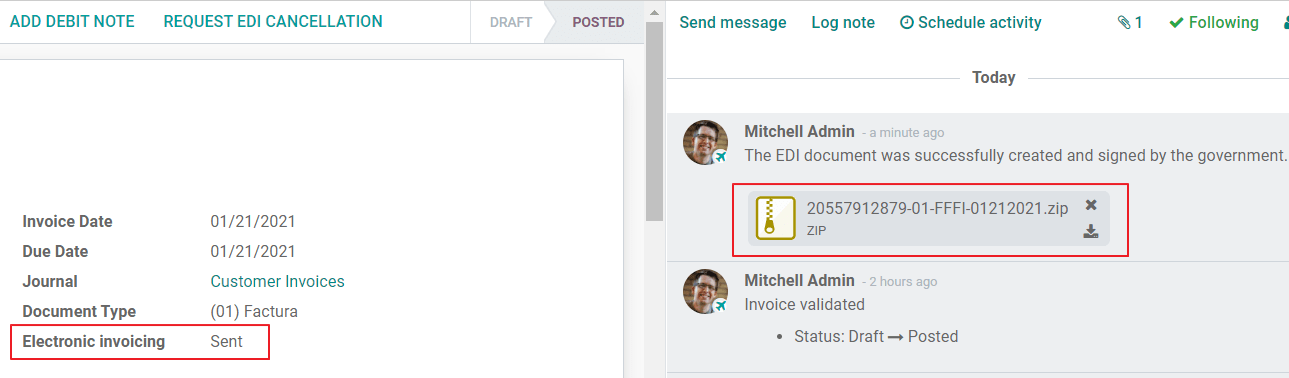 ADD DEBIT NOTE REQUEST EDI CANCELLATION DRAFT POSTED
Invoice Date 01/21/2021
Due Date 01/21/2021
Journal Customer Invoices
Document Type (01) Factura
Electronic invoicing Sent
Send message Log note Schedule activity 1 Following
Today
Mitchell Admin - a minute ago
The EDI document was successfully created and signed by the government.
20557912879-01-FFFI-01212021.zip
ZIP
Mitchell Admin - 2 hours ago
Invoice validated
• Status: Draft → Posted